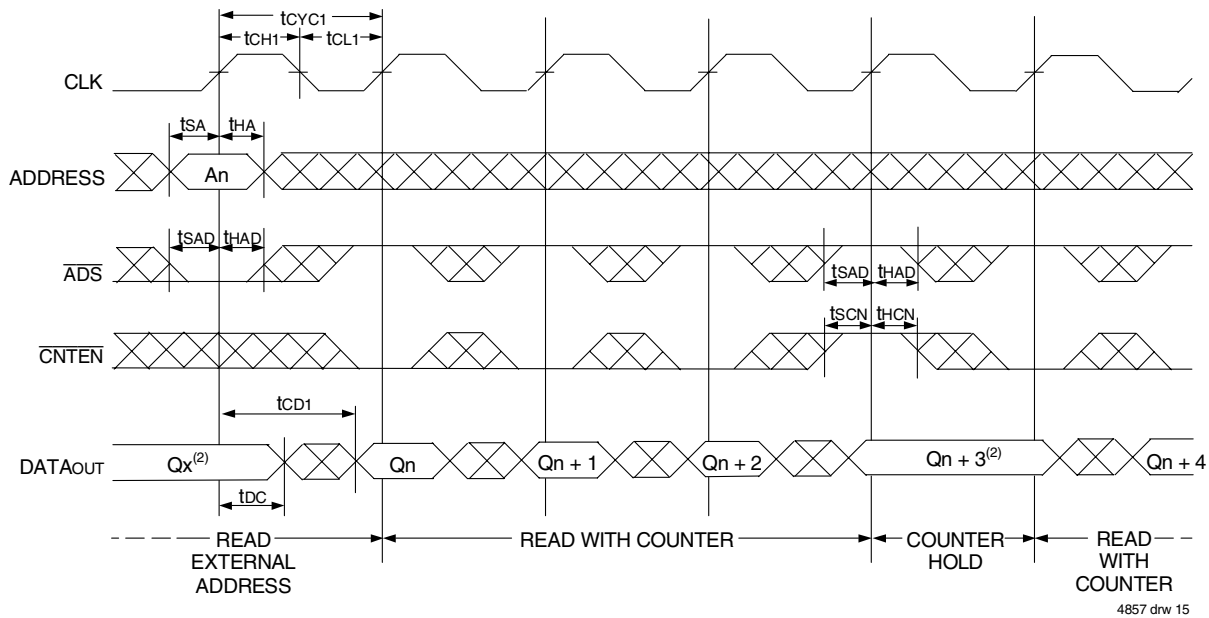 tCYC1
tCH1 tCL1
CLK
tSA tHA
ADDRESS An
tSAD tHAD
ADS
tSAD tHAD
tSCN tHCN
CNTEN
tCD1
DATAOUT Qx(2) Qn Qn + 1 Qn + 2 Qn + 3(2) Qn + 4
tDC
READ EXTERNAL ADDRESS
READ WITH COUNTER
COUNTER HOLD
READ WITH COUNTER
4857 drw 15